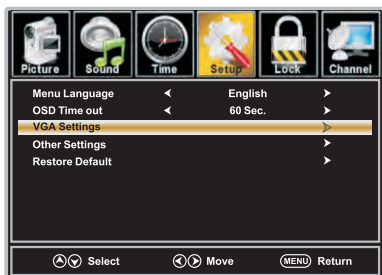 Picture Sound Time Setup Lock Channel
Menu Language English
OSD Time out 60 Sec.
VGA Settings
Other Settings
Restore Default
Select Move MENU Return